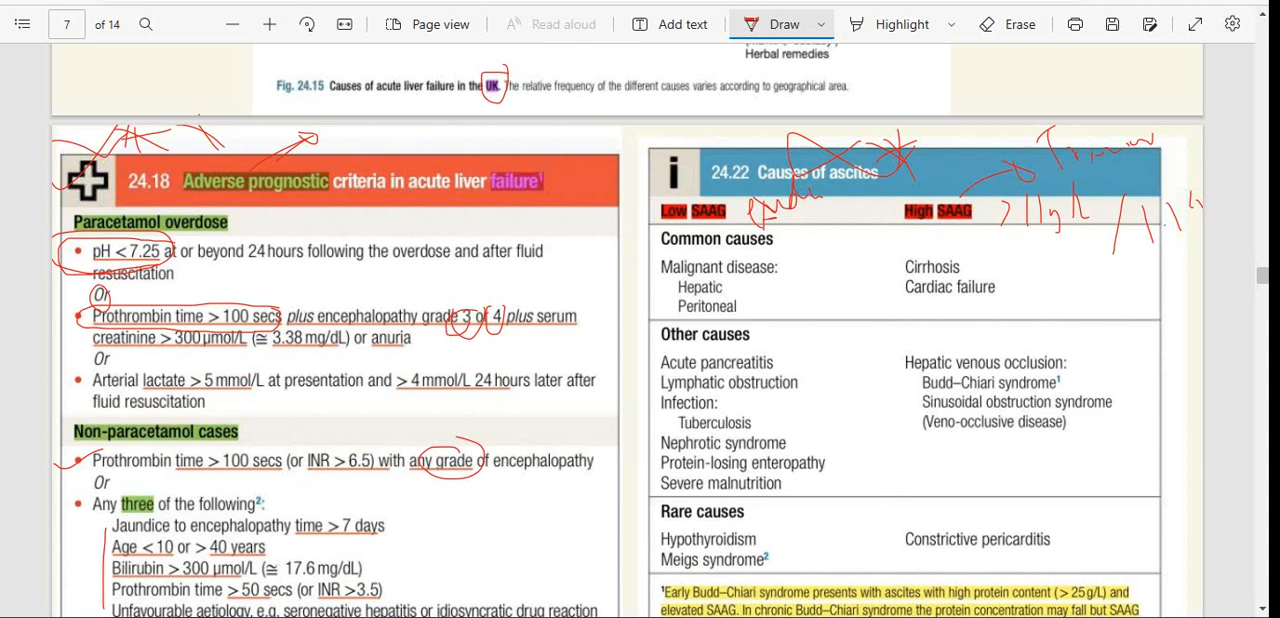 7 of 14
Page view
Read aloud
Add text
Draw
Highlight
Erase
Herbal remedies
Fig. 24.15 Causes of acute liver failure in the UK. The relative frequency of the different causes varies according to geographical area.
24.18 Adverse prognostic criteria in acute liver failure¹
Paracetamol overdose
• pH < 7.25 at or beyond 24 hours following the overdose and after fluid
resuscitation
Or
• Prothrombin time > 100 secs plus encephalopathy grade 3 or 4 plus serum
creatinine > 300 µmol/L (≅ 3.38 mg/dL) or anuria
Or
• Arterial lactate > 5 mmol/L at presentation and > 4 mmol/L 24 hours later after
fluid resuscitation
Non-paracetamol cases
• Prothrombin time > 100 secs (or INR > 6.5) with any grade of encephalopathy
Or
• Any three of the following²:
Jaundice to encephalopathy time > 7 days
Age < 10 or > 40 years
Bilirubin > 300 µmol/L (≅ 17.6 mg/dL)
Prothrombin time > 50 secs (or INR > 3.5)
Unfavourable aetiology, e.g. seronegative hepatitis or idiosyncratic drug reaction
i 24.22 Causes of ascites
Low SAAG High SAAG
Common causes
Malignant disease: Cirrhosis
Hepatic Cardiac failure
Peritoneal
Other causes
Acute pancreatitis Hepatic venous occlusion:
Lymphatic obstruction Budd–Chiari syndrome¹
Infection: Sinusoidal obstruction syndrome
Tuberculosis (Veno-occlusive disease)
Nephrotic syndrome
Protein-losing enteropathy
Severe malnutrition
Rare causes
Hypothyroidism Constrictive pericarditis
Meigs syndrome²
¹Early Budd–Chiari syndrome presents with ascites with high protein content (> 25 g/L) and
elevated SAAG. In chronic Budd–Chiari syndrome the protein concentration may fall but SAAG